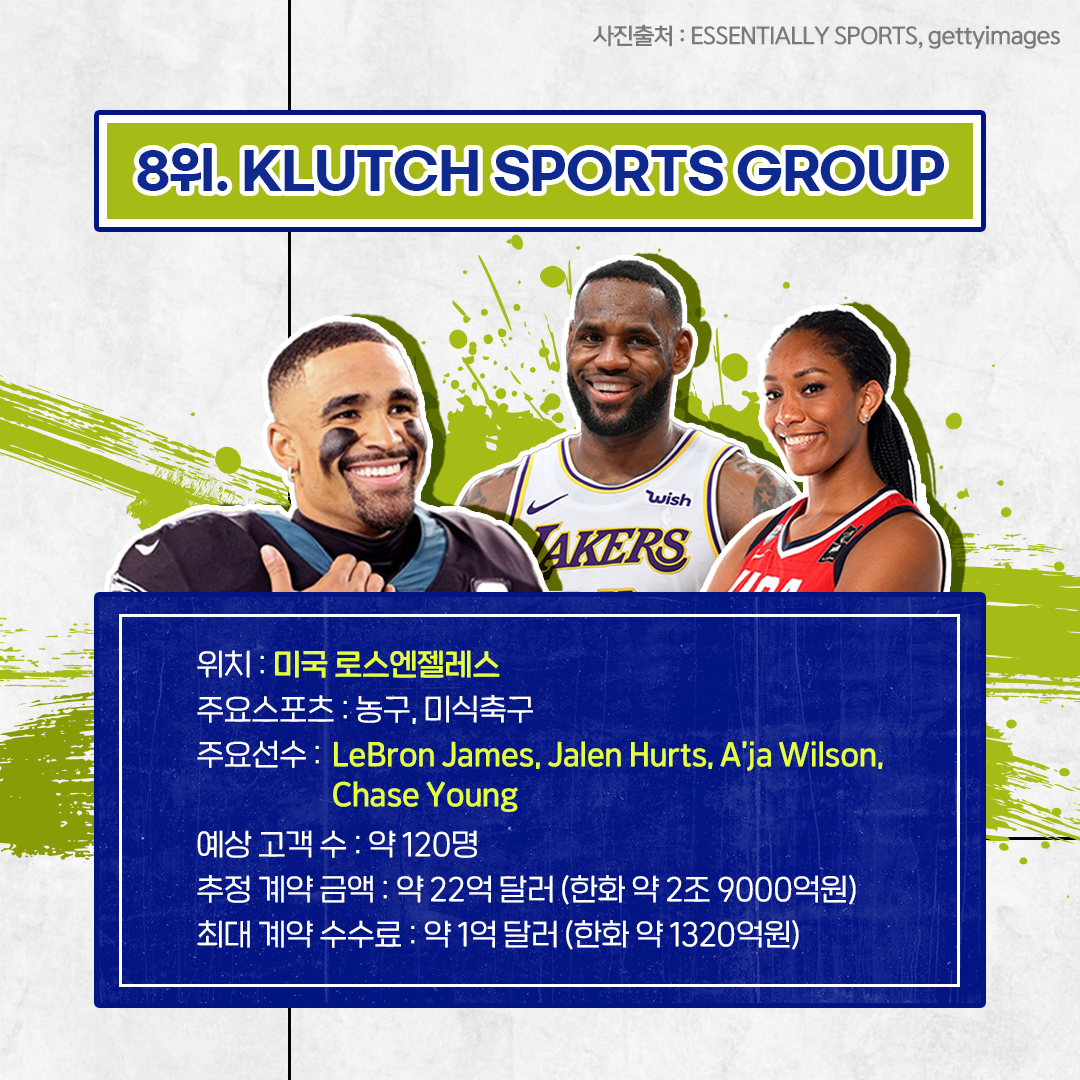 사진출처 : ESSENTIALLY SPORTS, gettyimages
8위. KLUTCH SPORTS GROUP
wish
LAKERS
USA
위치 : 미국 로스엔젤레스
주요스포츠 : 농구, 미식축구
주요선수 : LeBron James, Jalen Hurts, A'ja Wilson,
Chase Young
예상 고객 수 : 약 120명
추정 계약 금액 : 약 22억 달러 (한화 약 2조 9000억원)
최대 계약 수수료 : 약 1억 달러 (한화 약 1320억원)